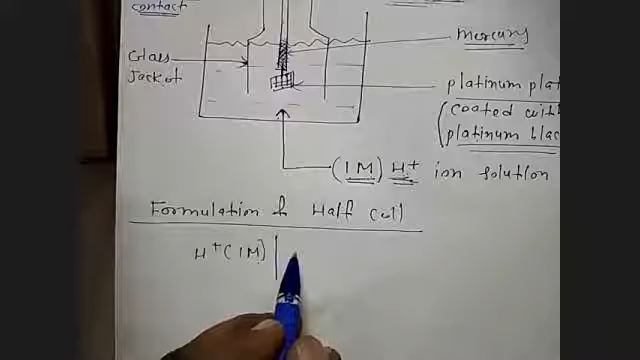 contact
mercury
Glass
Jacket
platinum plat
(coated with
platinum blac
(1M) H+ ion solution
Formulation of Half cell
H+(1M)|